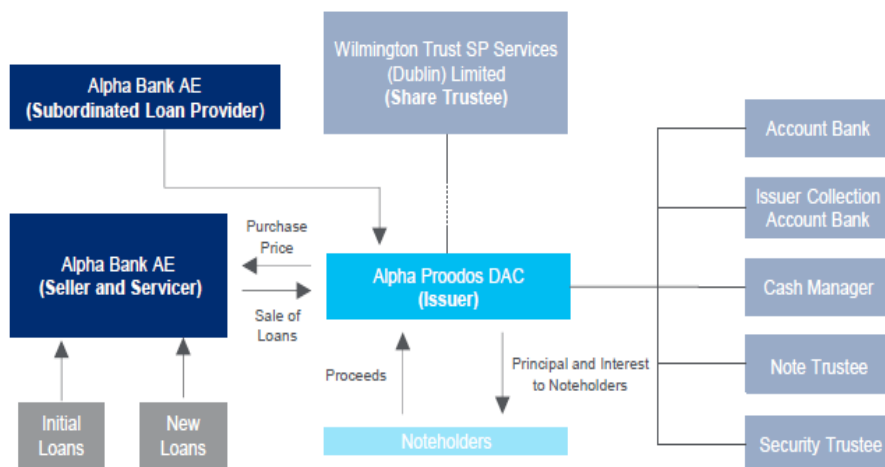 Alpha Bank AE
(Subordinated Loan Provider)
Wilmington Trust SP Services
(Dublin) Limited
(Share Trustee)
Account Bank
Issuer Collection
Account Bank
Alpha Bank AE
(Seller and Servicer)
Purchase
Price
Sale of
Loans
Alpha Proodos DAC
(Issuer)
Cash Manager
Proceeds
Principal and Interest
to Noteholders
Note Trustee
Initial
Loans
New
Loans
Noteholders
Security Trustee